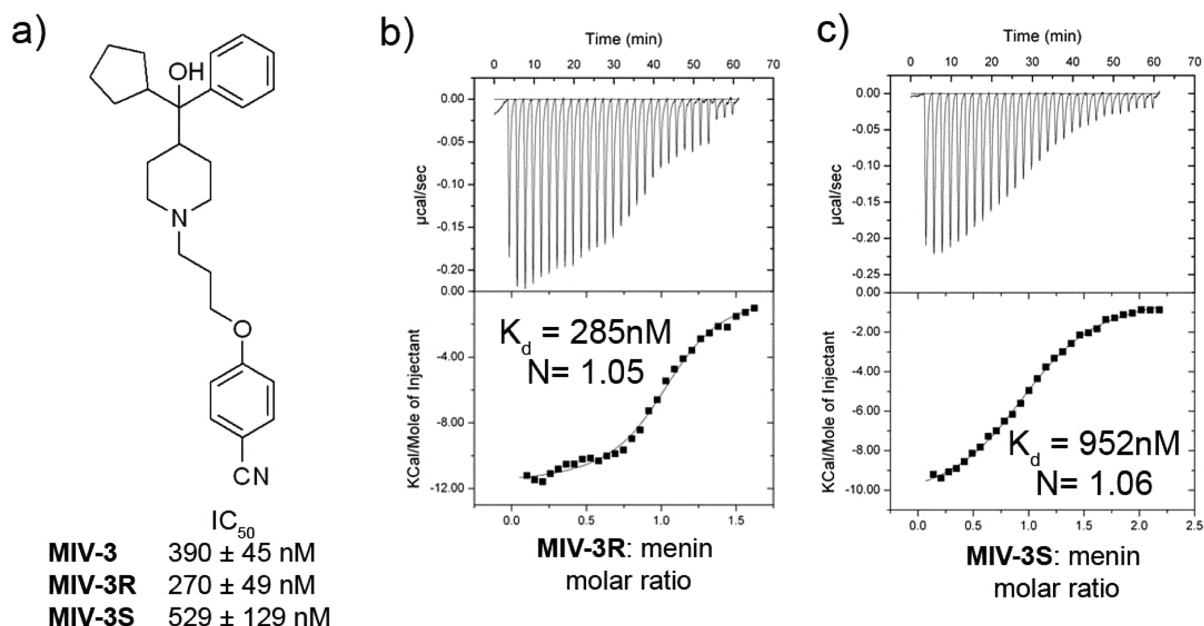 a)
OH
N
O
CN
IC50
MIV-3 390 ± 45 nM
MIV-3R 270 ± 49 nM
MIV-3S 529 ± 129 nM
b)
Time (min)
0 10 20 30 40 50 60 70
0.00
-0.05
-0.10
-0.15
-0.20
µcal/sec
0.00
-4.00
-8.00
-12.00
KCal/Mole of Injectant
Kd = 285nM
N= 1.05
0.0 0.5 1.0 1.5
MIV-3R: menin
molar ratio
c)
Time (min)
0 10 20 30 40 50 60 70
0.00
-0.05
-0.10
-0.15
-0.20
-0.25
µcal/sec
0.00
-2.00
-4.00
-6.00
-8.00
-10.00
KCal/Mole of Injectant
Kd = 952nM
N= 1.06
0.0 0.5 1.0 1.5 2.0 2.5
MIV-3S: menin
molar ratio